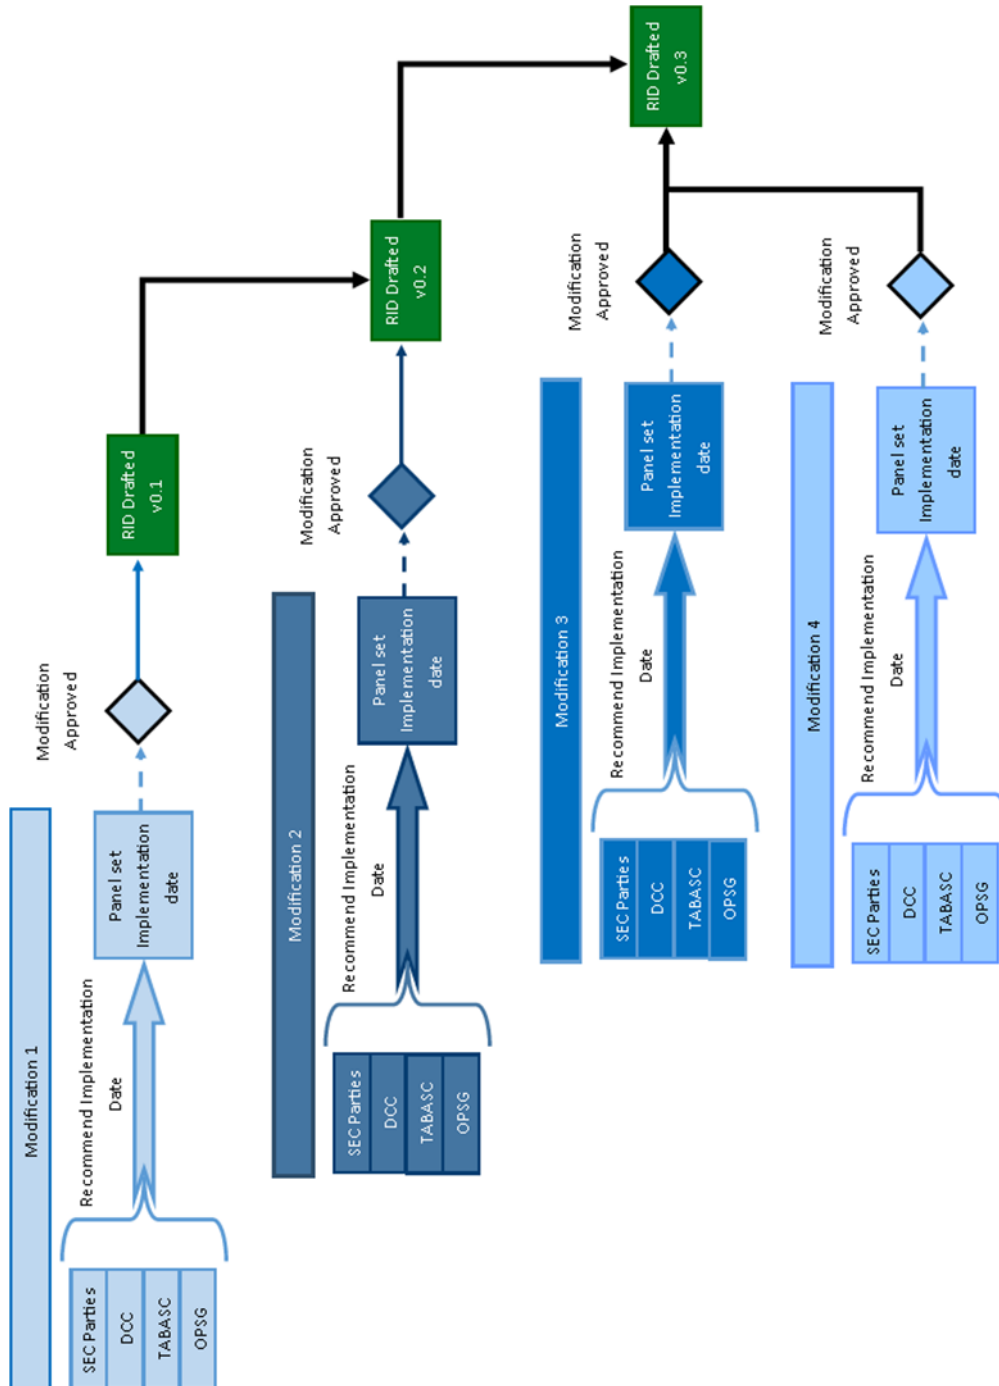 Modification 1
SEC Parties
DCC
TABASC
OPSG
Recommend Implementation
Date
Panel set
Implementation
date
Modification
Approved
RID Drafted
v0.1
Modification 2
SEC Parties
DCC
TABASC
OPSG
Recommend Implementation
Date
Panel set
Implementation
date
Modification
Approved
RID Drafted
v0.2
Modification 3
SEC Parties
DCC
TABASC
OPSG
Recommend Implementation
Date
Panel set
Implementation
date
Modification
Approved
RID Drafted
v0.3
Modification 4
SEC Parties
DCC
TABASC
OPSG
Recommend Implementation
Date
Panel set
Implementation
date
Modification
Approved